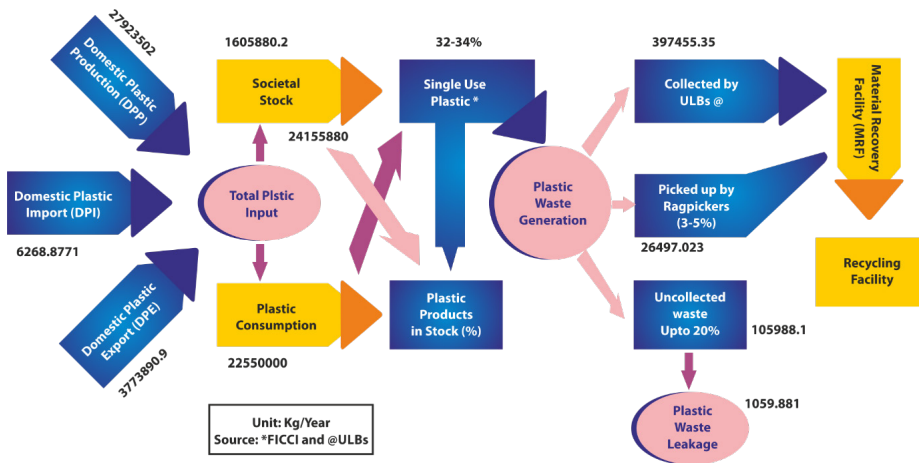 27923502
Domestic Plastic
Production (DPP)
1605880.2
Societal
Stock
24155880
32-34%
Single Use
Plastic *
397455.35
Collected by
ULBs @
Material Recovery
Facility (MRF)
Domestic Plastic
Import (DPI)
6268.8771
Total Plstic
Input
Plastic
Waste
Generation
Picked up by
Ragpickers
(3-5%)
26497.023
Recycling
Facility
Domestic Plastic
Export (DPE)
3773890.9
Plastic
Consumption
22550000
Plastic
Products
in Stock (%)
Uncollected
waste
Upto 20%
105988.1
1059.881
Plastic
Waste
Leakage
Unit: Kg/Year
Source: *FICCI and @ULBs